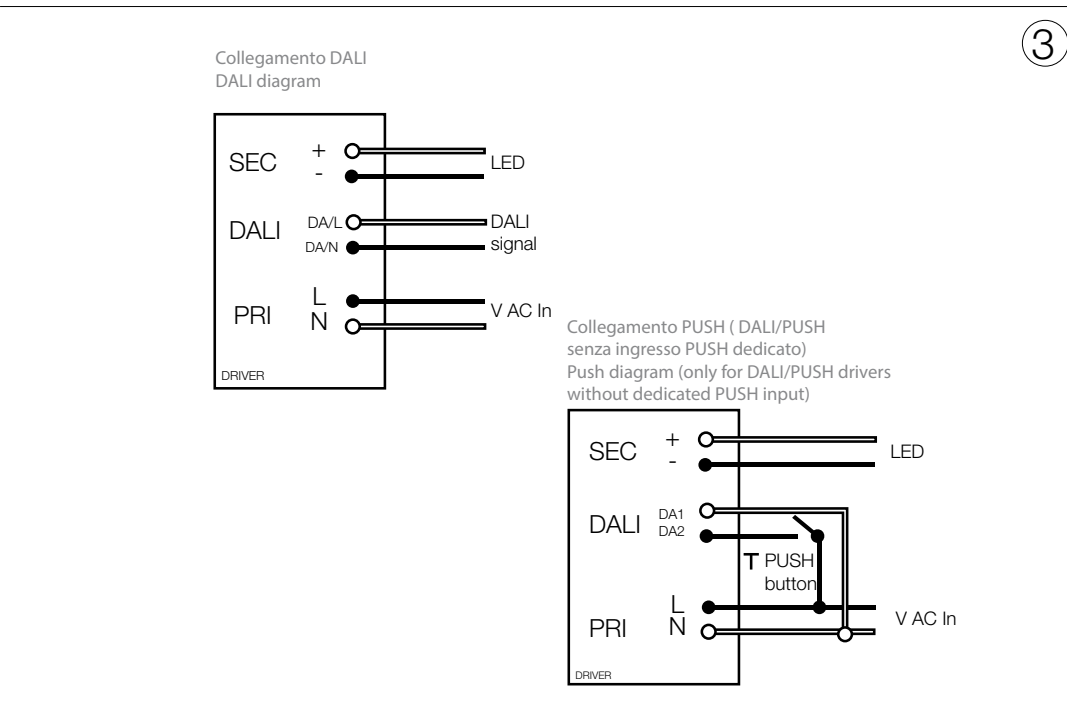 3
Collegamento DALI
DALI diagram
SEC + LED
-
DALI DA/L DALI
DA/N signal
PRI L V AC In
N
DRIVER
Collegamento PUSH ( DALI/PUSH
senza ingresso PUSH dedicato)
Push diagram (only for DALI/PUSH drivers
without dedicated PUSH input)
SEC + LED
-
DALI DA1
DA2
T PUSH
button
PRI L V AC In
N
DRIVER